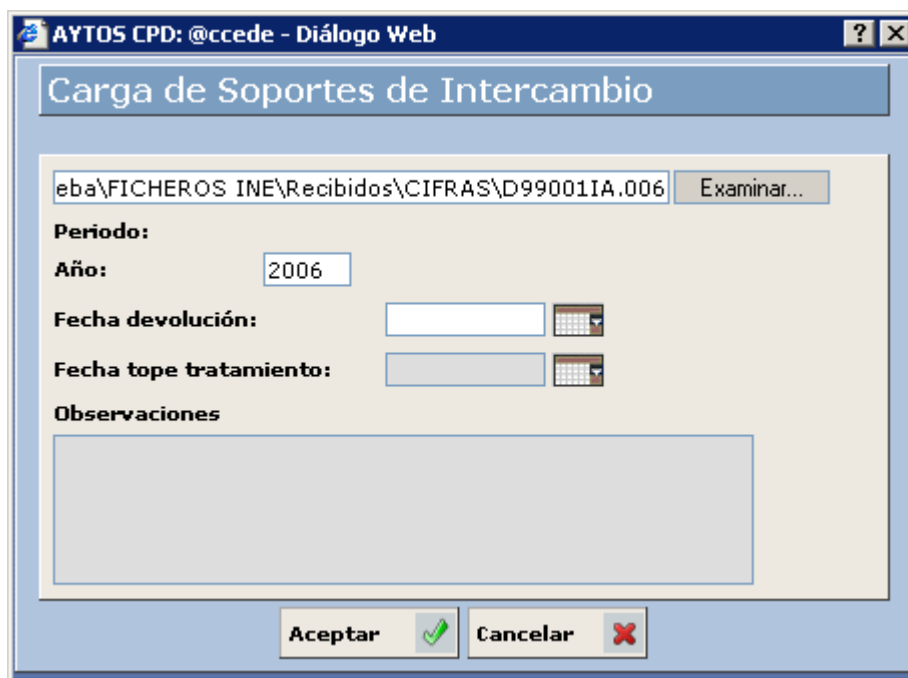 AYTOS CPD: @ccede - Diálogo Web
Carga de Soportes de Intercambio
eba\FICHEROS INE\Recibidos\CIFRAS\D99001IA.006 Examinar...
Periodo:
Año: 2006
Fecha devolución:
Fecha tope tratamiento:
Observaciones
Aceptar Cancelar